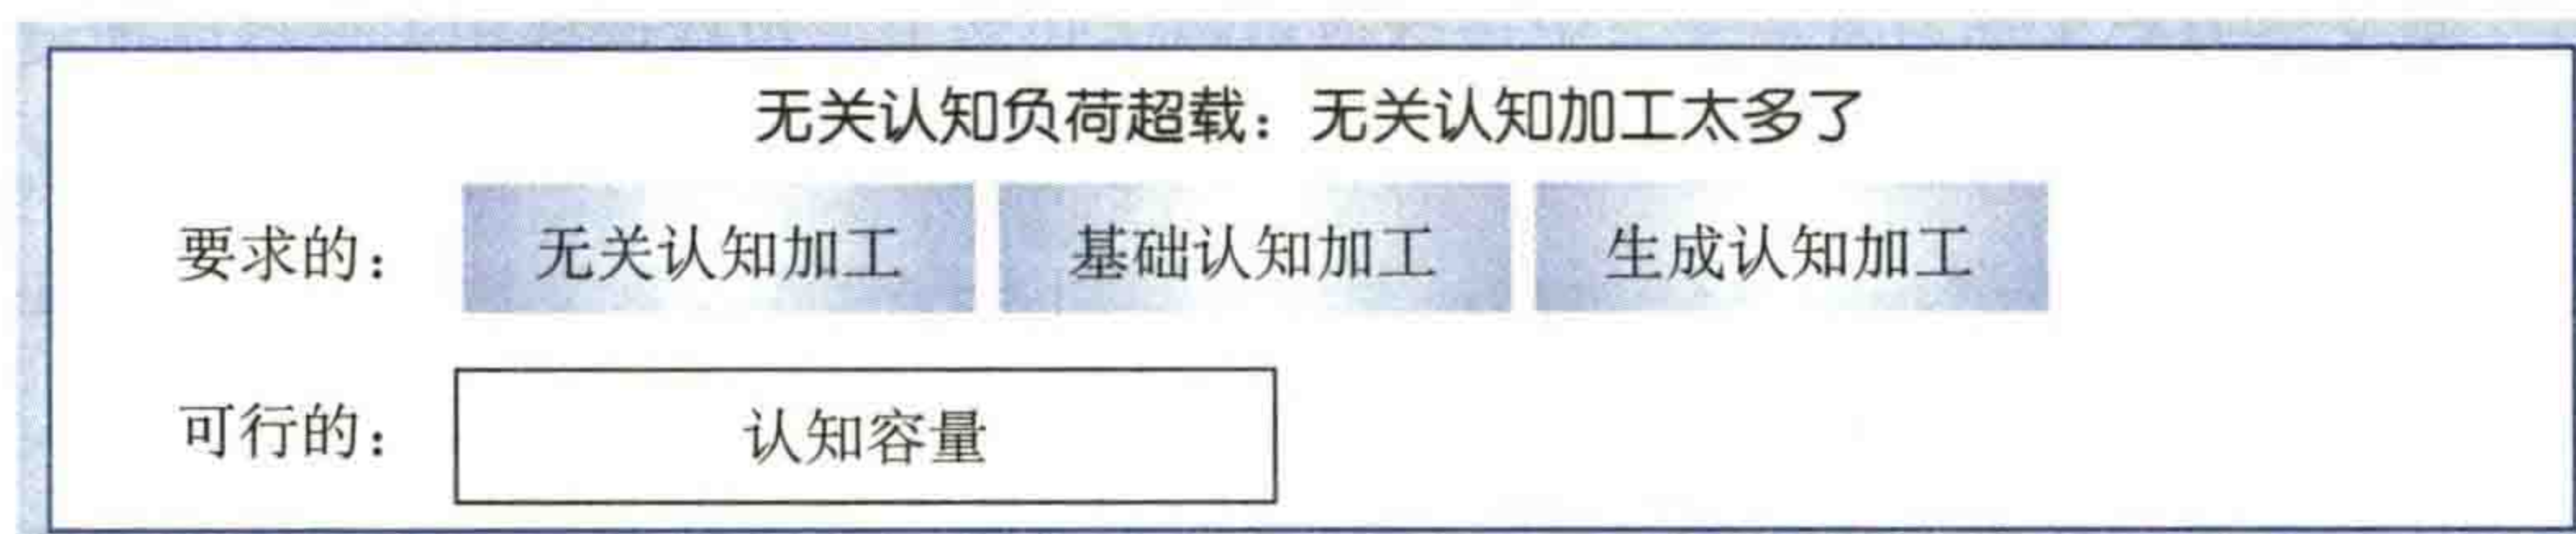 无关认知负荷超载：无关认知加工太多了
要求的： 无关认知加工 基础认知加工 生成认知加工
可行的： 认知容量